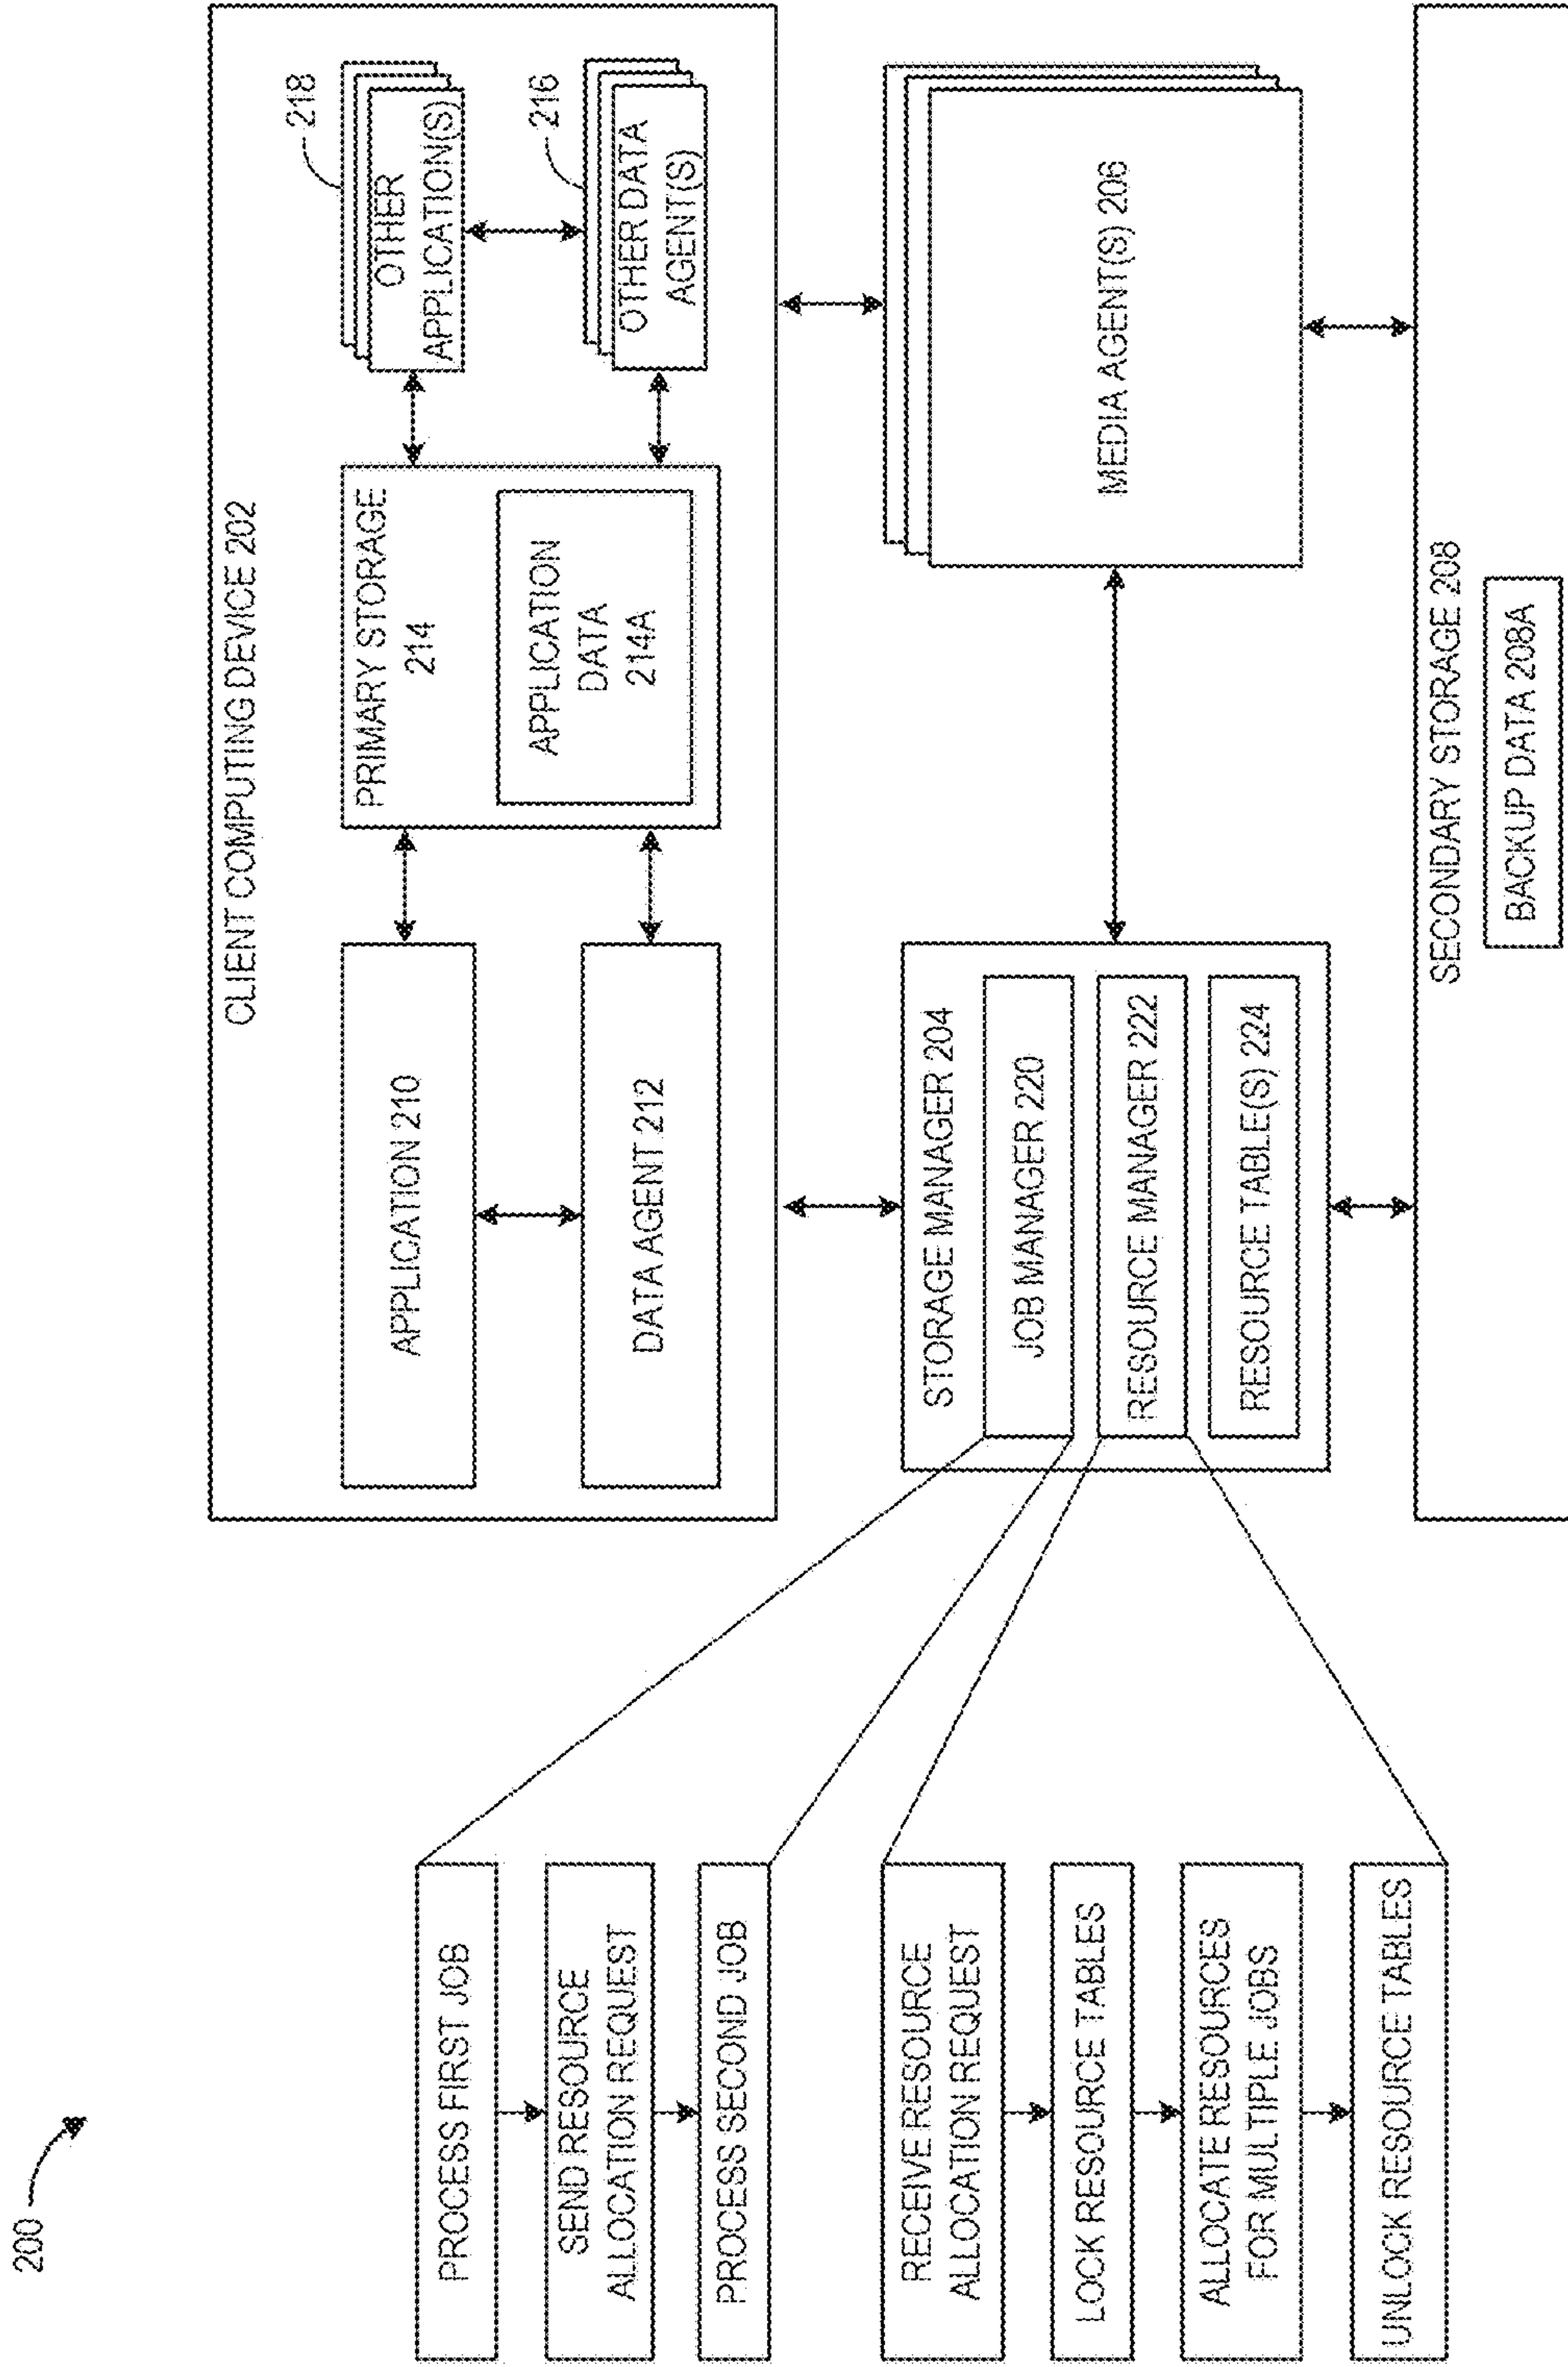 200
CLIENT COMPUTING DEVICE 202
APPLICATION 210
DATA AGENT 212
PRIMARY STORAGE
214
APPLICATION
DATA
214A
218
OTHER
APPLICATION(S)
216
OTHER DATA
AGENT(S)
PROCESS FIRST JOB
SEND RESOURCE
ALLOCATION REQUEST
PROCESS SECOND JOB
RECEIVE RESOURCE
ALLOCATION REQUEST
LOCK RESOURCE TABLES
ALLOCATE RESOURCES
FOR MULTIPLE JOBS
UNLOCK RESOURCE TABLES
STORAGE MANAGER 204
JOB MANAGER 220
RESOURCE MANAGER 222
RESOURCE TABLE(S) 224
MEDIA AGENT(S) 206
SECONDARY STORAGE 208
BACKUP DATA 208A